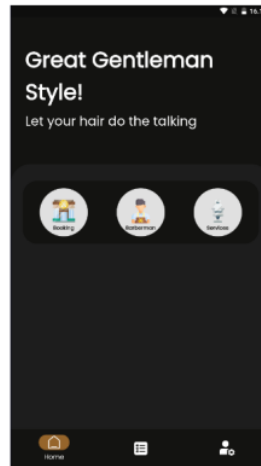 Great Gentleman
Style!
Let your hair do the talking
Booking
Barberman
Services
Home